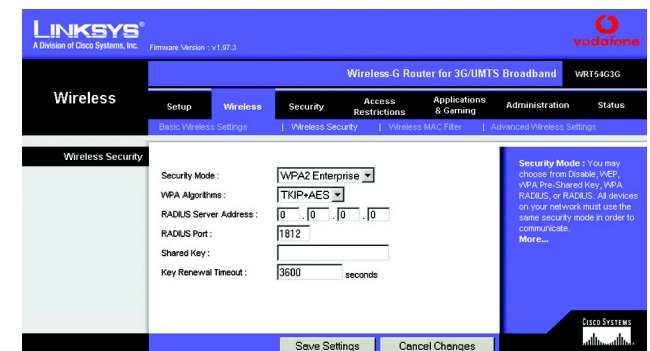 LINKSYS®
A Division of Cisco Systems, Inc.
Firmware Version : v1.97.3
vodafone
Wireless-G Router for 3G/UMTS Broadband
WRT54G3G
Wireless
Setup
Wireless
Security
Access Restrictions
Applications & Gaming
Administration
Status
Basic Wireless Settings | Wireless Security | Wireless MAC Filter | Advanced Wireless Settings
Wireless Security
Security Mode : WPA2 Enterprise
WPA Algorithms : TKIP+AES
RADIUS Server Address : 0 . 0 . 0 . 0
RADIUS Port : 1812
Shared Key :
Key Renewal Timeout : 3600 seconds
Security Mode : You may
choose from Disable, WEP,
WPA Pre-Shared Key, WPA
RADIUS, or RADIUS. All devices
on your network must use the
same security mode in order to
communicate.
More...
Save Settings
Cancel Changes
CISCO SYSTEMS